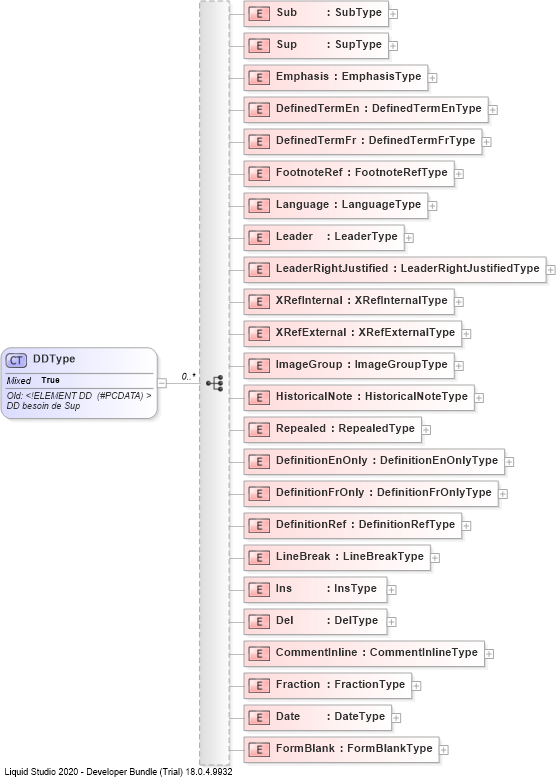 E Sub : SubType
E Sup : SupType
E Emphasis : EmphasisType
E DefinedTermEn : DefinedTermEnType
E DefinedTermFr : DefinedTermFrType
E FootnoteRef : FootnoteRefType
E Language : LanguageType
E Leader : LeaderType
E LeaderRightJustified : LeaderRightJustifiedType
E XRefInternal : XRefInternalType
E XRefExternal : XRefExternalType
E ImageGroup : ImageGroupType
E HistoricalNote : HistoricalNoteType
E Repealed : RepealedType
E DefinitionEnOnly : DefinitionEnOnlyType
E DefinitionFrOnly : DefinitionFrOnlyType
E DefinitionRef : DefinitionRefType
E LineBreak : LineBreakType
E Ins : InsType
E Del : DelType
E CommentInline : CommentInlineType
E Fraction : FractionType
E Date : DateType
E FormBlank : FormBlankType
CT DDType
Mixed True
Old: <!ELEMENT DD (#PCDATA) >
DD besoin de Sup
0..*
Liquid Studio 2020 - Developer Bundle (Trial) 18.0.4.9932